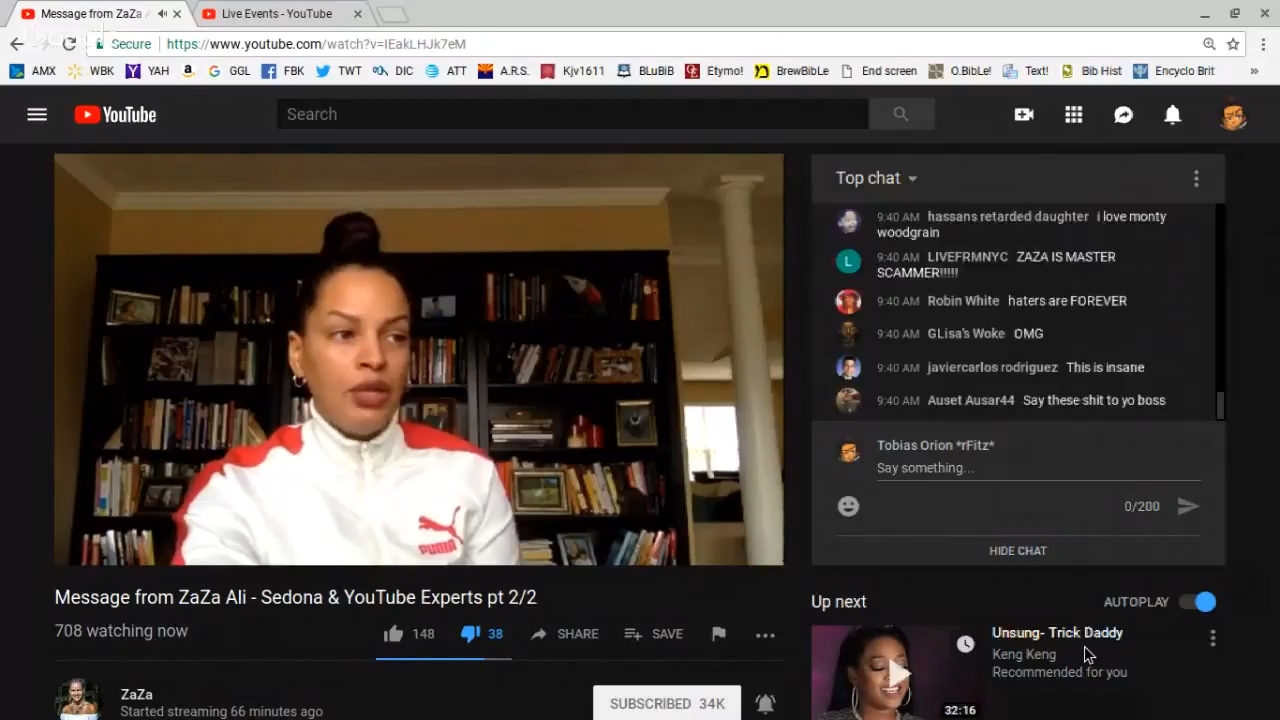 Message from ZaZa
Live Events - YouTube
Secure
https://www.youtube.com/watch?v=IEakLHJk7eM
AMX
WBK
YAH
GGL
FBK
TWT
DIC
ATT
A.R.S.
Kjv1611
BLuBiB
Etymo!
BrewBibLe
End screen
O.BibLe!
Text!
Bib Hist
Encyclo Brit
»
YouTube
Search
Top chat
9:40 AM hassans retarded daughter i love monty
woodgrain
L
9:40 AM LIVEFRMNYC ZAZA IS MASTER
SCAMMER!!!!!
9:40 AM Robin White haters are FOREVER
9:40 AM GLisa's Woke OMG
9:40 AM javiercarlos rodriguez This is insane
9:40 AM Auset Ausar44 Say these shit to yo boss
Tobias Orion *rFitz*
Say something...
0/200
HIDE CHAT
PUMA
Message from ZaZa Ali - Sedona & YouTube Experts pt 2/2
708 watching now
148
38
SHARE
SAVE
ZaZa
Started streaming 66 minutes ago
SUBSCRIBED 34K
Up next
AUTOPLAY
Unsung- Trick Daddy
Keng Keng
Recommended for you
32:16